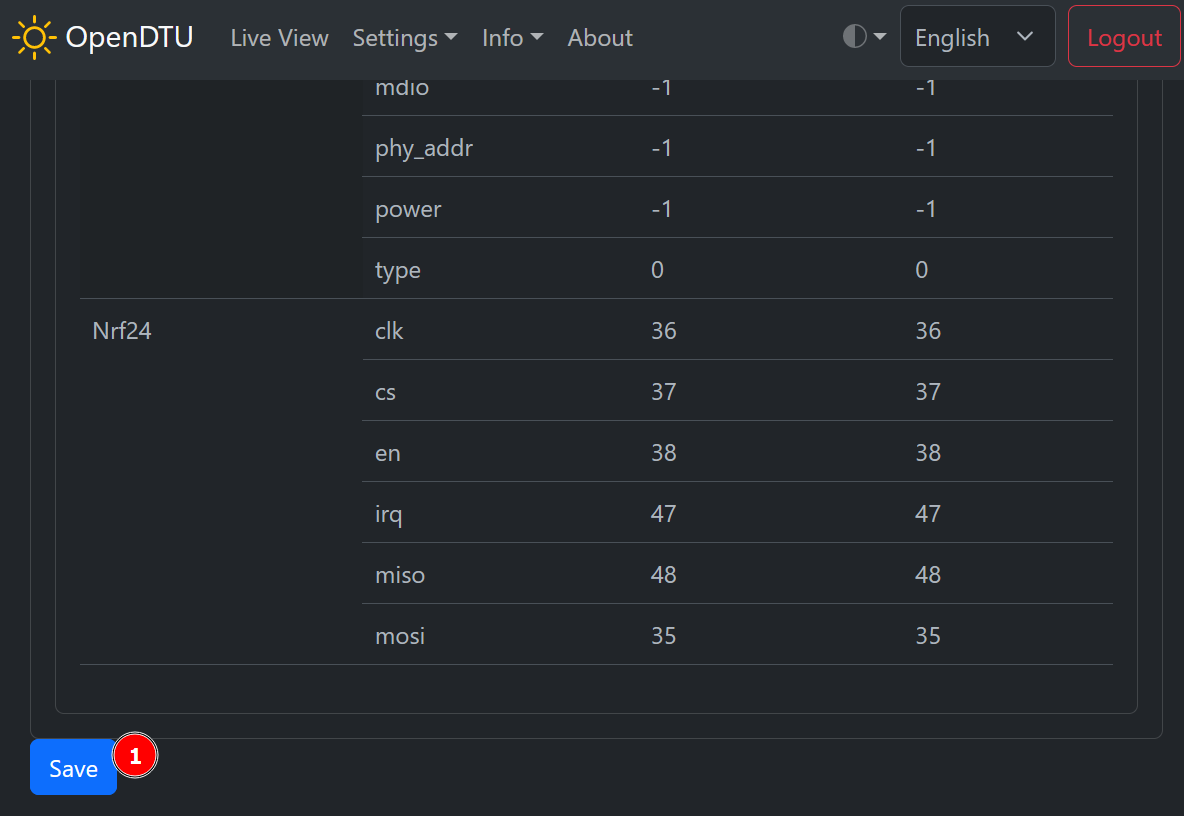 OpenDTU Live View Settings Info About English Logout
mdio -1 -1
phy_addr -1 -1
power -1 -1
type 0 0
Nrf24 clk 36 36
cs 37 37
en 38 38
irq 47 47
miso 48 48
mosi 35 35
Save 1